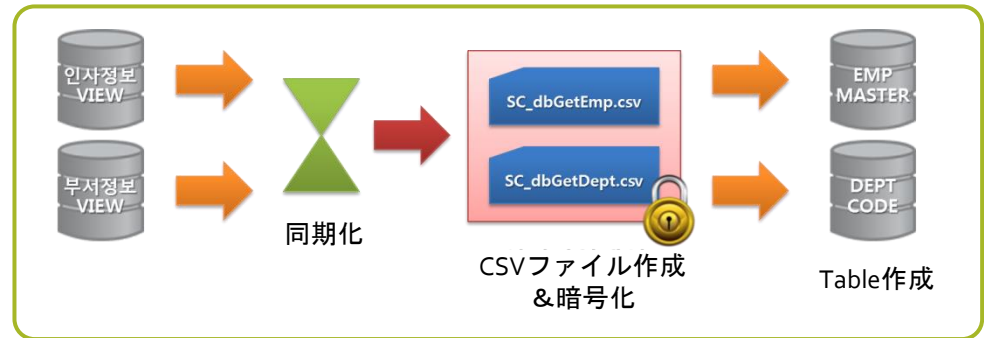 인사정보
VIEW
SC_dbGetEmp.csv
EMP
MASTER
부서정보
VIEW
SC_dbGetDept.csv
DEPT
CODE
同期化
CSVファイル作成
＆暗号化
Table作成